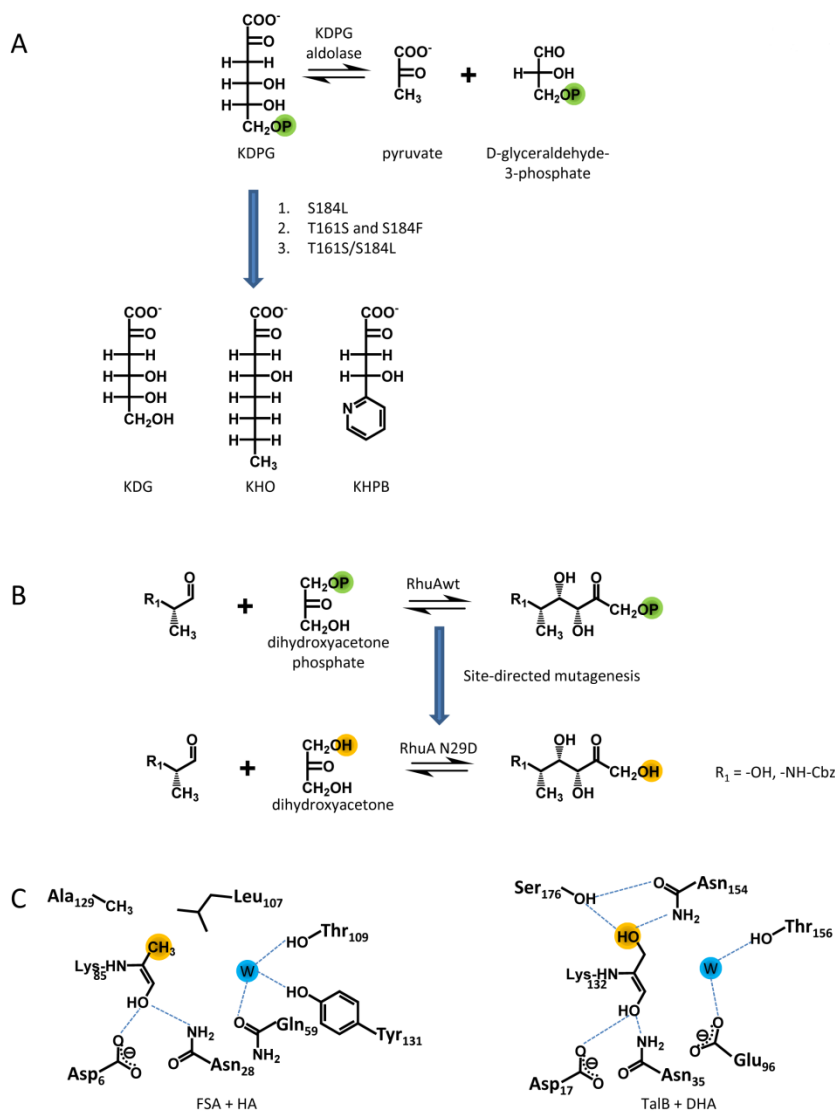 A
COO⁻
O
H H
H OH
H OH
CH₂OP
KDPG
KDPG
aldolase
COO⁻
O
CH₃
pyruvate
+
CHO
H OH
CH₂OP
D-glyceraldehyde-
3-phosphate
1. S184L
2. T161S and S184F
3. T161S/S184L
COO⁻
O
H H
H OH
H OH
CH₂OH
KDG
COO⁻
O
H H
H OH
H H
H H
H H
CH₃
KHO
COO⁻
O
H H
H OH
N
KHPB
B
O
R₁
CH₃
+
CH₂OP
O
CH₂OH
dihydroxyacetone
phosphate
RhuAwt
OH O
R₁ CH₂OP
CH₃ OH
Site-directed mutagenesis
O
R₁
CH₃
+
CH₂OH
O
CH₂OH
dihydroxyacetone
RhuA N29D
OH O
R₁ CH₂OH
CH₃ OH
R₁ = -OH, -NH-Cbz
C
Ala₁₂₉
CH₃
Leu₁₀₇
CH₃
Lys-HN
85
HO
W
HO Thr₁₀₉
HO
Tyr₁₃₁
O
Asp₆ O
NH₂
O
Asn₂₈
O Gln₅₉
NH₂
FSA + HA
Ser₁₇₆
OH
O Asn₁₅₄
NH₂
HO
Lys-HN
132
HO
W
HO Thr₁₅₆
O
Asp₁₇ O
NH₂
O
Asn₃₅
O
O
Glu₉₆
TalB + DHA